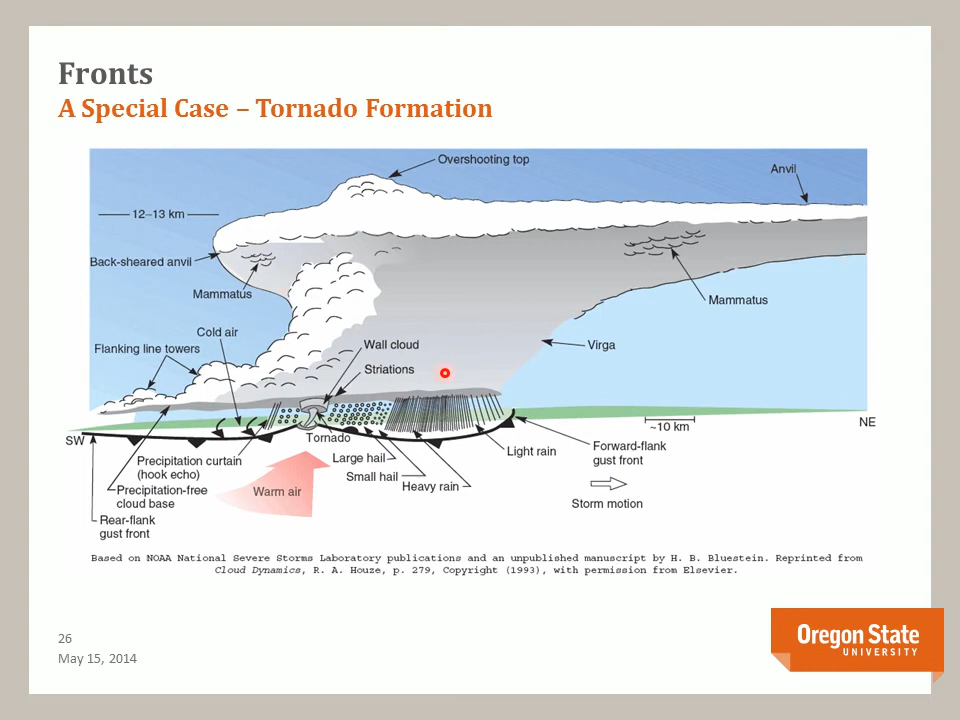 Fronts
A Special Case – Tornado Formation
Overshooting top
Anvil
12–13 km
Back-sheared anvil
Mammatus
Mammatus
Cold air
Flanking line towers
Wall cloud
Virga
Striations
SW
NE
~10 km
Tornado
Precipitation curtain
(hook echo)
Large hail
Light rain
Forward-flank
gust front
Small hail
Heavy rain
Precipitation-free
cloud base
Warm air
Storm motion
Rear-flank
gust front
Based on NOAA National Severe Storms Laboratory publications and an unpublished manuscript by H. B. Bluestein. Reprinted from
Cloud Dynamics, R. A. Houze, p. 279, Copyright (1993), with permission from Elsevier.
26
May 15, 2014
Oregon State
UNIVERSITY